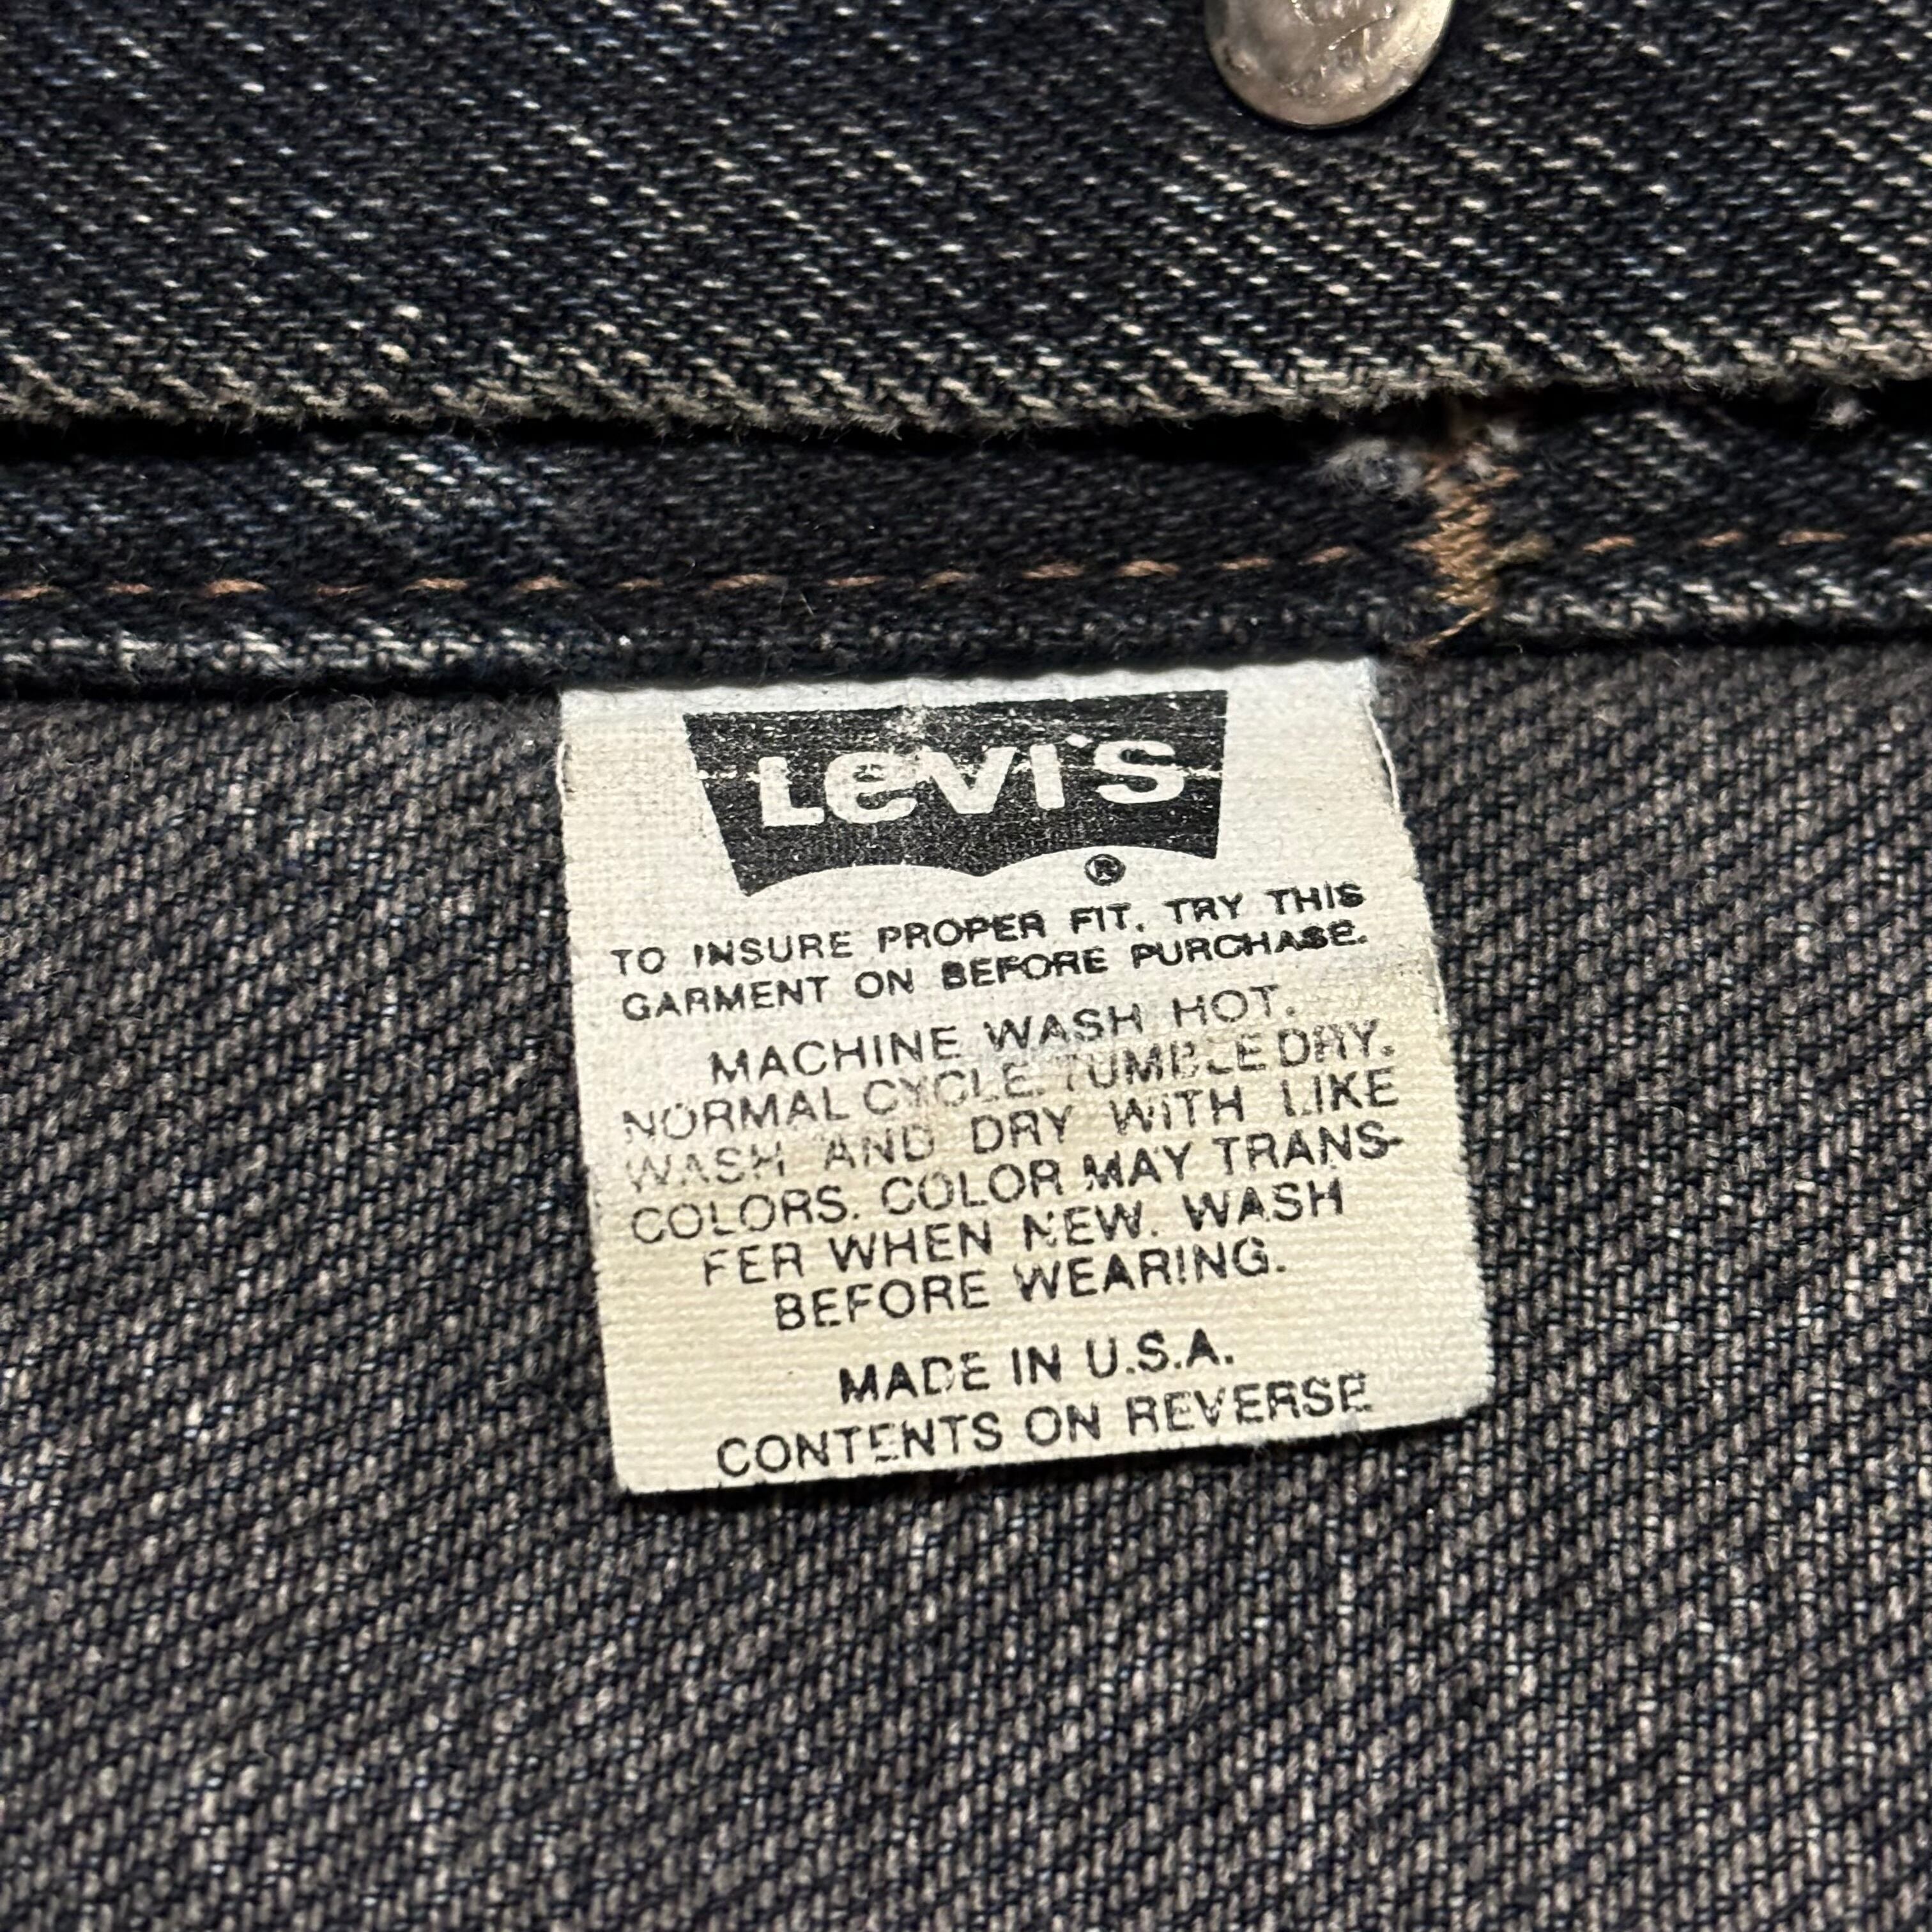 LEVI'S
®
TO INSURE PROPER FIT, TRY THIS
GARMENT ON BEFORE PURCHASE.
MACHINE WASH HOT.
NORMAL CYCLE. TUMBLE DRY.
WASH AND DRY WITH LIKE
COLORS. COLOR MAY TRANS-
FER WHEN NEW. WASH
BEFORE WEARING.
MADE IN U.S.A.
CONTENTS ON REVERSE